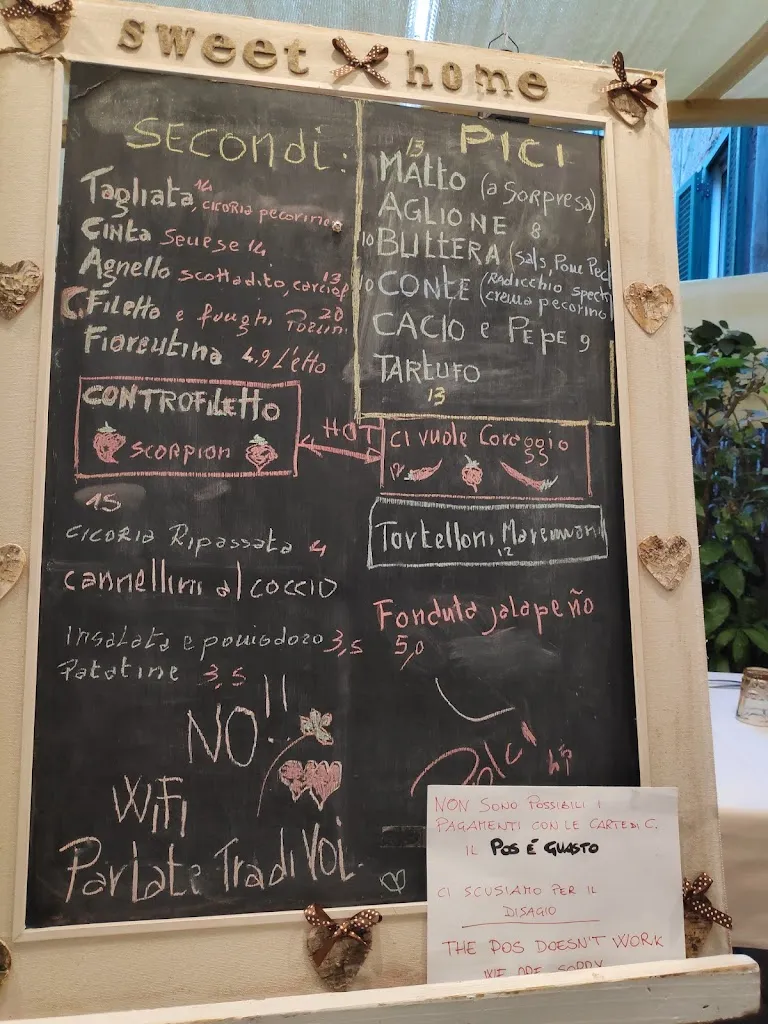 sweet home
SECONDI:
Tagliata 14
, CICORIA pecorino
CINTA Senese 14
Agnello scottadito, carciof 13
C. Filetto e funghi Porcini 20
Fiorentina 4.9 L'etto
CONTROFILETTO
SCORPION
15
CICORIA RIPASSATA 4
cannellini al coccio
Insalata e pomodoro 3,5
Patatine 3,5
NO!!
WiFi
Parlate Tra di VOI.
PICI
13
MATTO (a SORPRESA)
AGLIONE 8
10 BUTTERA (sals, Pom, Pec
10 CONTE (RADICCHIO speck
crema pecorino
CACIO e PEPE 9
TARTUFO
13
HOT
CI VUOLE Coraggio
Tortelloni Maremmani
12
Fonduta jalapeño
5,0
NON SONO POSSIBILI I
PAGAMENTI CON LE CARTE DI C.
IL POS É GUASTO
CI SCUSIAMO PER IL
DISAGIO
THE POS DOESN'T WORK
WE ARE SORRY